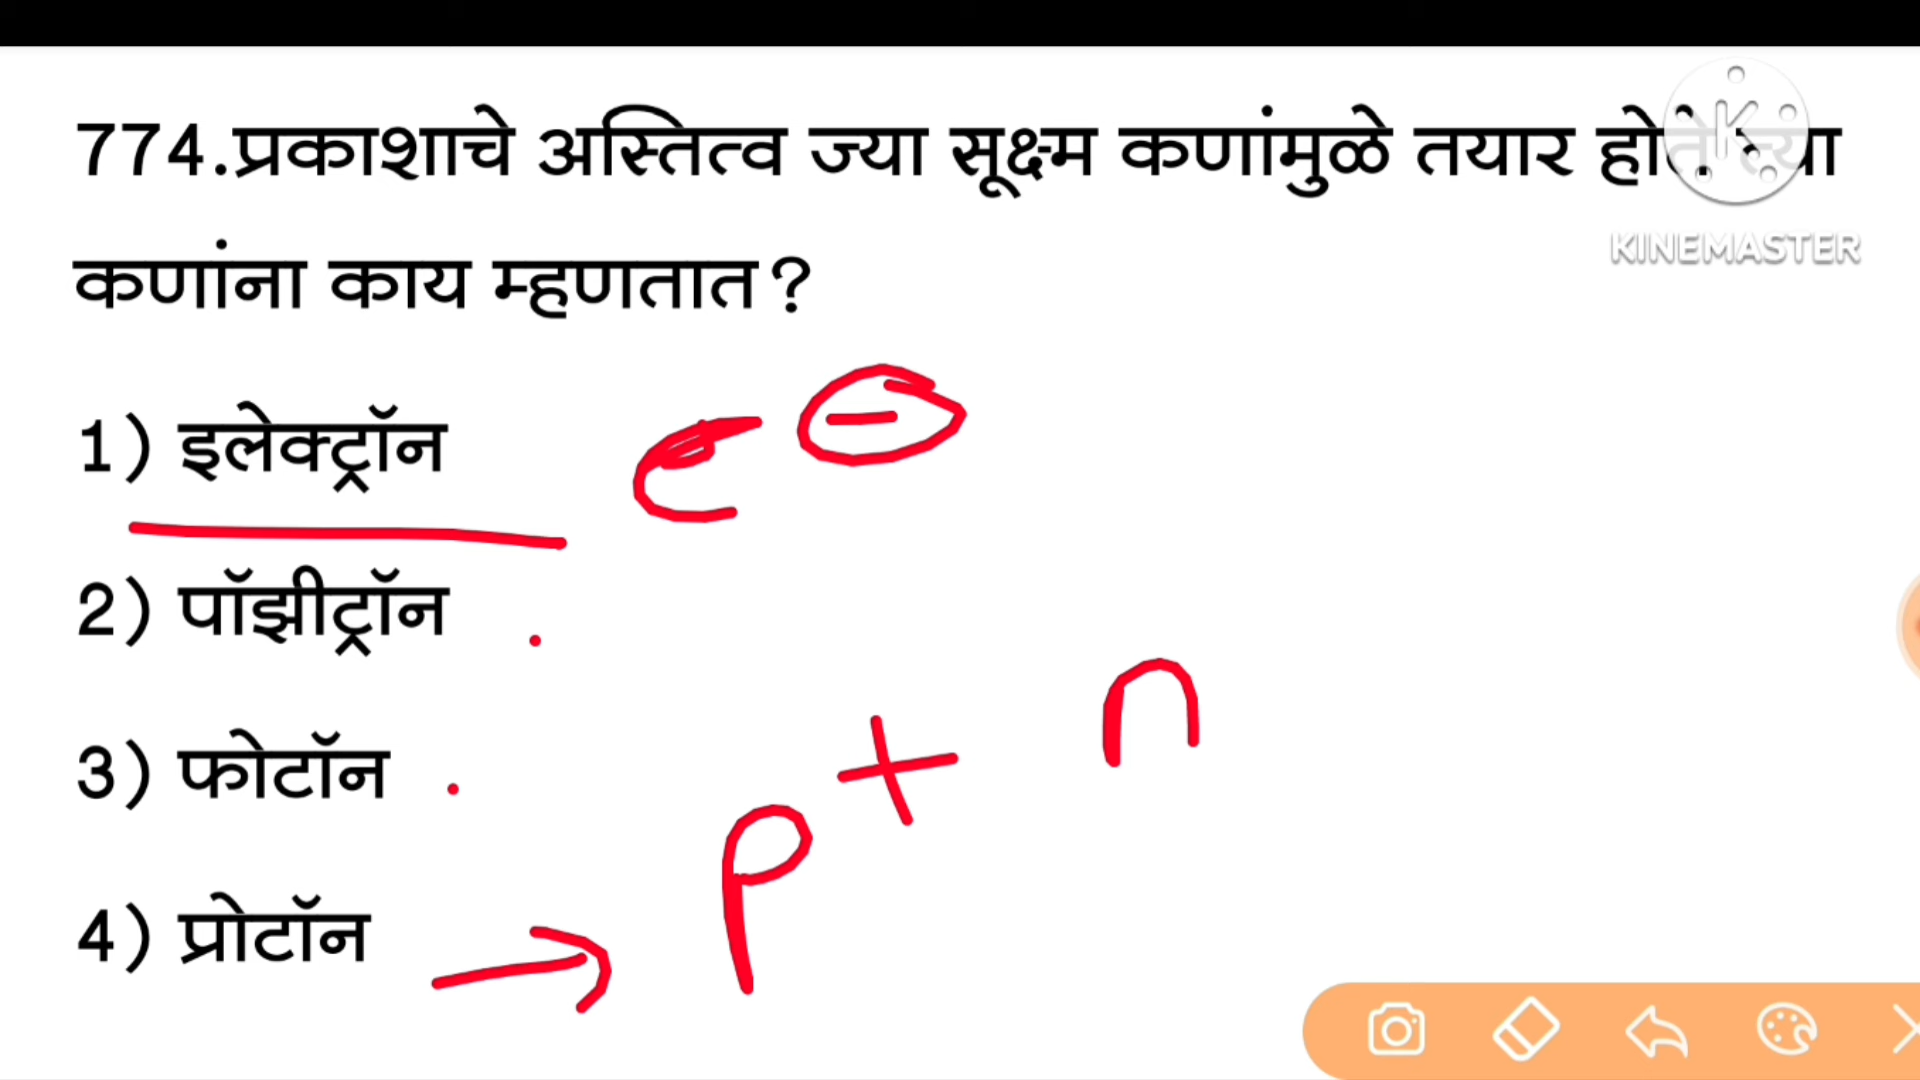 774.प्रकाशाचे अस्तित्व ज्या सूक्ष्म कणांमुळे तयार होते त्या
KINEMASTER
कणांना काय म्हणतात?
1) इलेक्ट्रॉन e -
2) पॉझीट्रॉन
3) फोटॉन
4) प्रोटॉन p + n